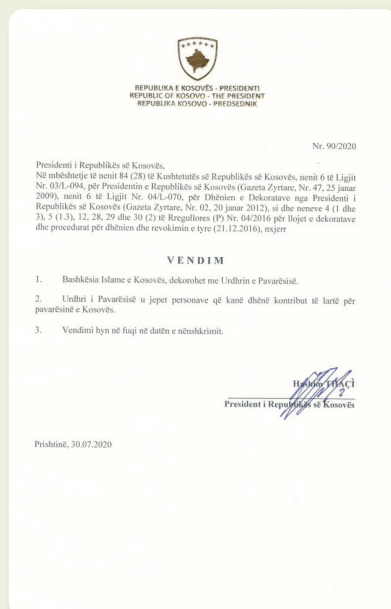 REPUBLIKA E KOSOVËS - PRESIDENTI
REPUBLIC OF KOSOVO - THE PRESIDENT
REPUBLIKA KOSOVO - PREDSEDNIK
Nr. 90/2020
Presidenti i Republikës së Kosovës,
Në mbështetje të nenit 84 (28) të Kushtetutës së Republikës së Kosovës, nenit 6 të Ligjit
Nr. 03/L-094, për Presidentin e Republikës së Kosovës (Gazeta Zyrtare, Nr. 47, 25 janar
2009), nenit 6 të Ligjit Nr. 04/L-070, për Dhënien e Dekoratave nga Presidenti i
Republikës së Kosovës (Gazeta Zyrtare, Nr. 02, 20 janar 2012), si dhe neneve 4 (1 dhe
3), 5 (1.3), 12, 28, 29 dhe 30 (2) të Rregullores (P) Nr. 04/2016 për llojet e dekoratave
dhe procedurat për dhënien dhe revokimin e tyre (21.12.2016), nxjerr
VENDIM
1. Bashkësia Islame e Kosovës, dekorohet me Urdhrin e Pavarësisë.
2. Urdhri i Pavarësisë u jepet personave që kanë dhënë kontribut të lartë për
pavarësinë e Kosovës.
3. Vendimi hyn në fuqi në datën e nënshkrimit.
Hashim THAÇI
President i Republikës së Kosovës
Prishtinë, 30.07.2020